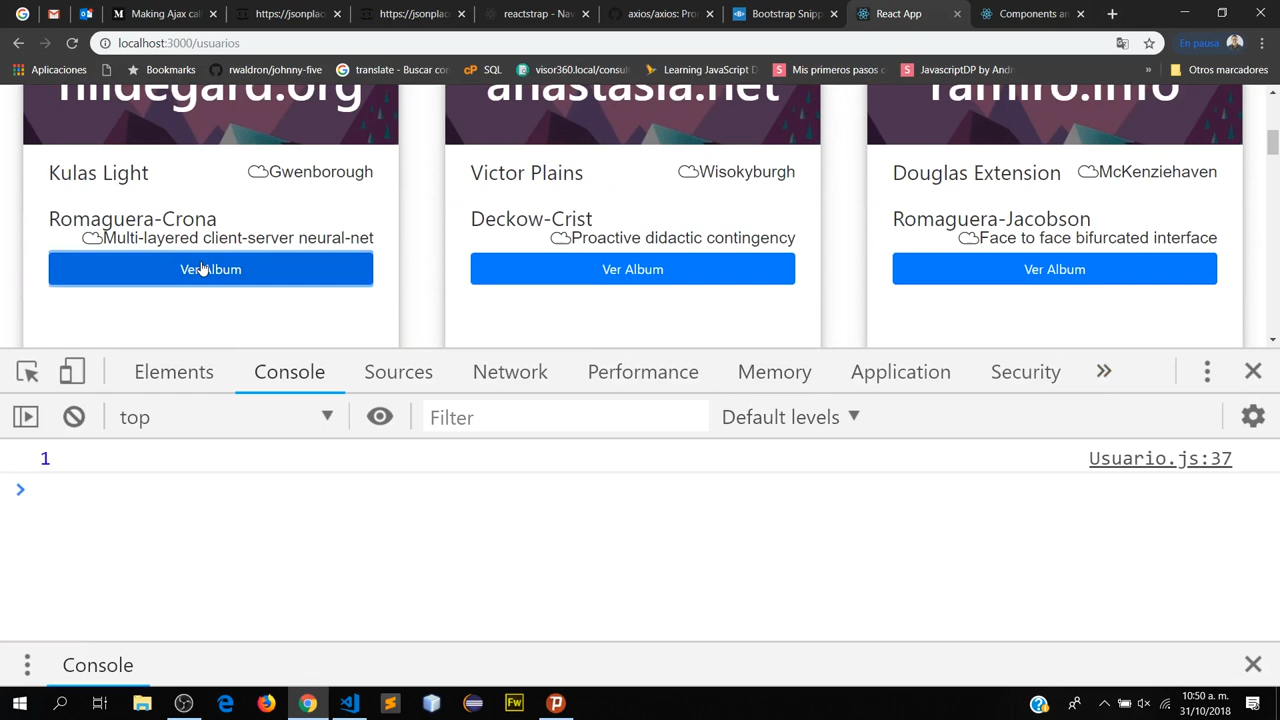 Making Ajax cal
https://jsonplac
https://jsonplac
reactstrap - Nav
axios/axios: Pro
Bootstrap Snipp
React App
Components an
localhost:3000/usuarios
En pausa
Aplicaciones
Bookmarks
rwaldron/johnny-five
translate - Buscar co
SQL
visor360.local/consul
Learning JavaScript D
Mis primeros pasos c
JavascriptDP by Andr
»
Otros marcadores
hildegard.org
anastasia.net
ramiro.info
Kulas Light
Gwenborough
Victor Plains
Wisokyburgh
Douglas Extension
McKenziehaven
Romaguera-Crona
Deckow-Crist
Romaguera-Jacobson
Multi-layered client-server neural-net
Proactive didactic contingency
Face to face bifurcated interface
Ver Album
Ver Album
Ver Album
Elements
Console
Sources
Network
Performance
Memory
Application
Security
»
top
Filter
Default levels
1
Usuario.js:37
Console
10:50 a. m.
31/10/2018